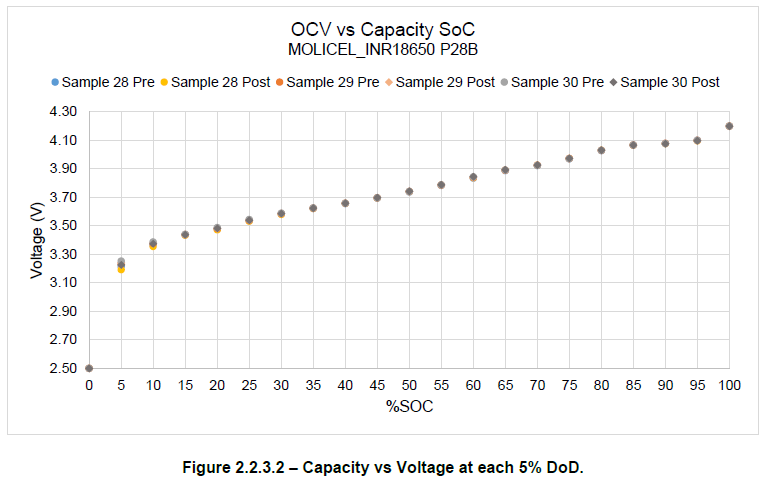 OCV vs Capacity SoC
MOLICEL_INR18650 P28B
Sample 28 Pre Sample 28 Post Sample 29 Pre Sample 29 Post Sample 30 Pre Sample 30 Post
4.30
4.10
3.90
3.70
3.50
3.30
3.10
2.90
2.70
2.50
Voltage (V)
0 5 10 15 20 25 30 35 40 45 50 55 60 65 70 75 80 85 90 95 100
%SOC
Figure 2.2.3.2 – Capacity vs Voltage at each 5% DoD.